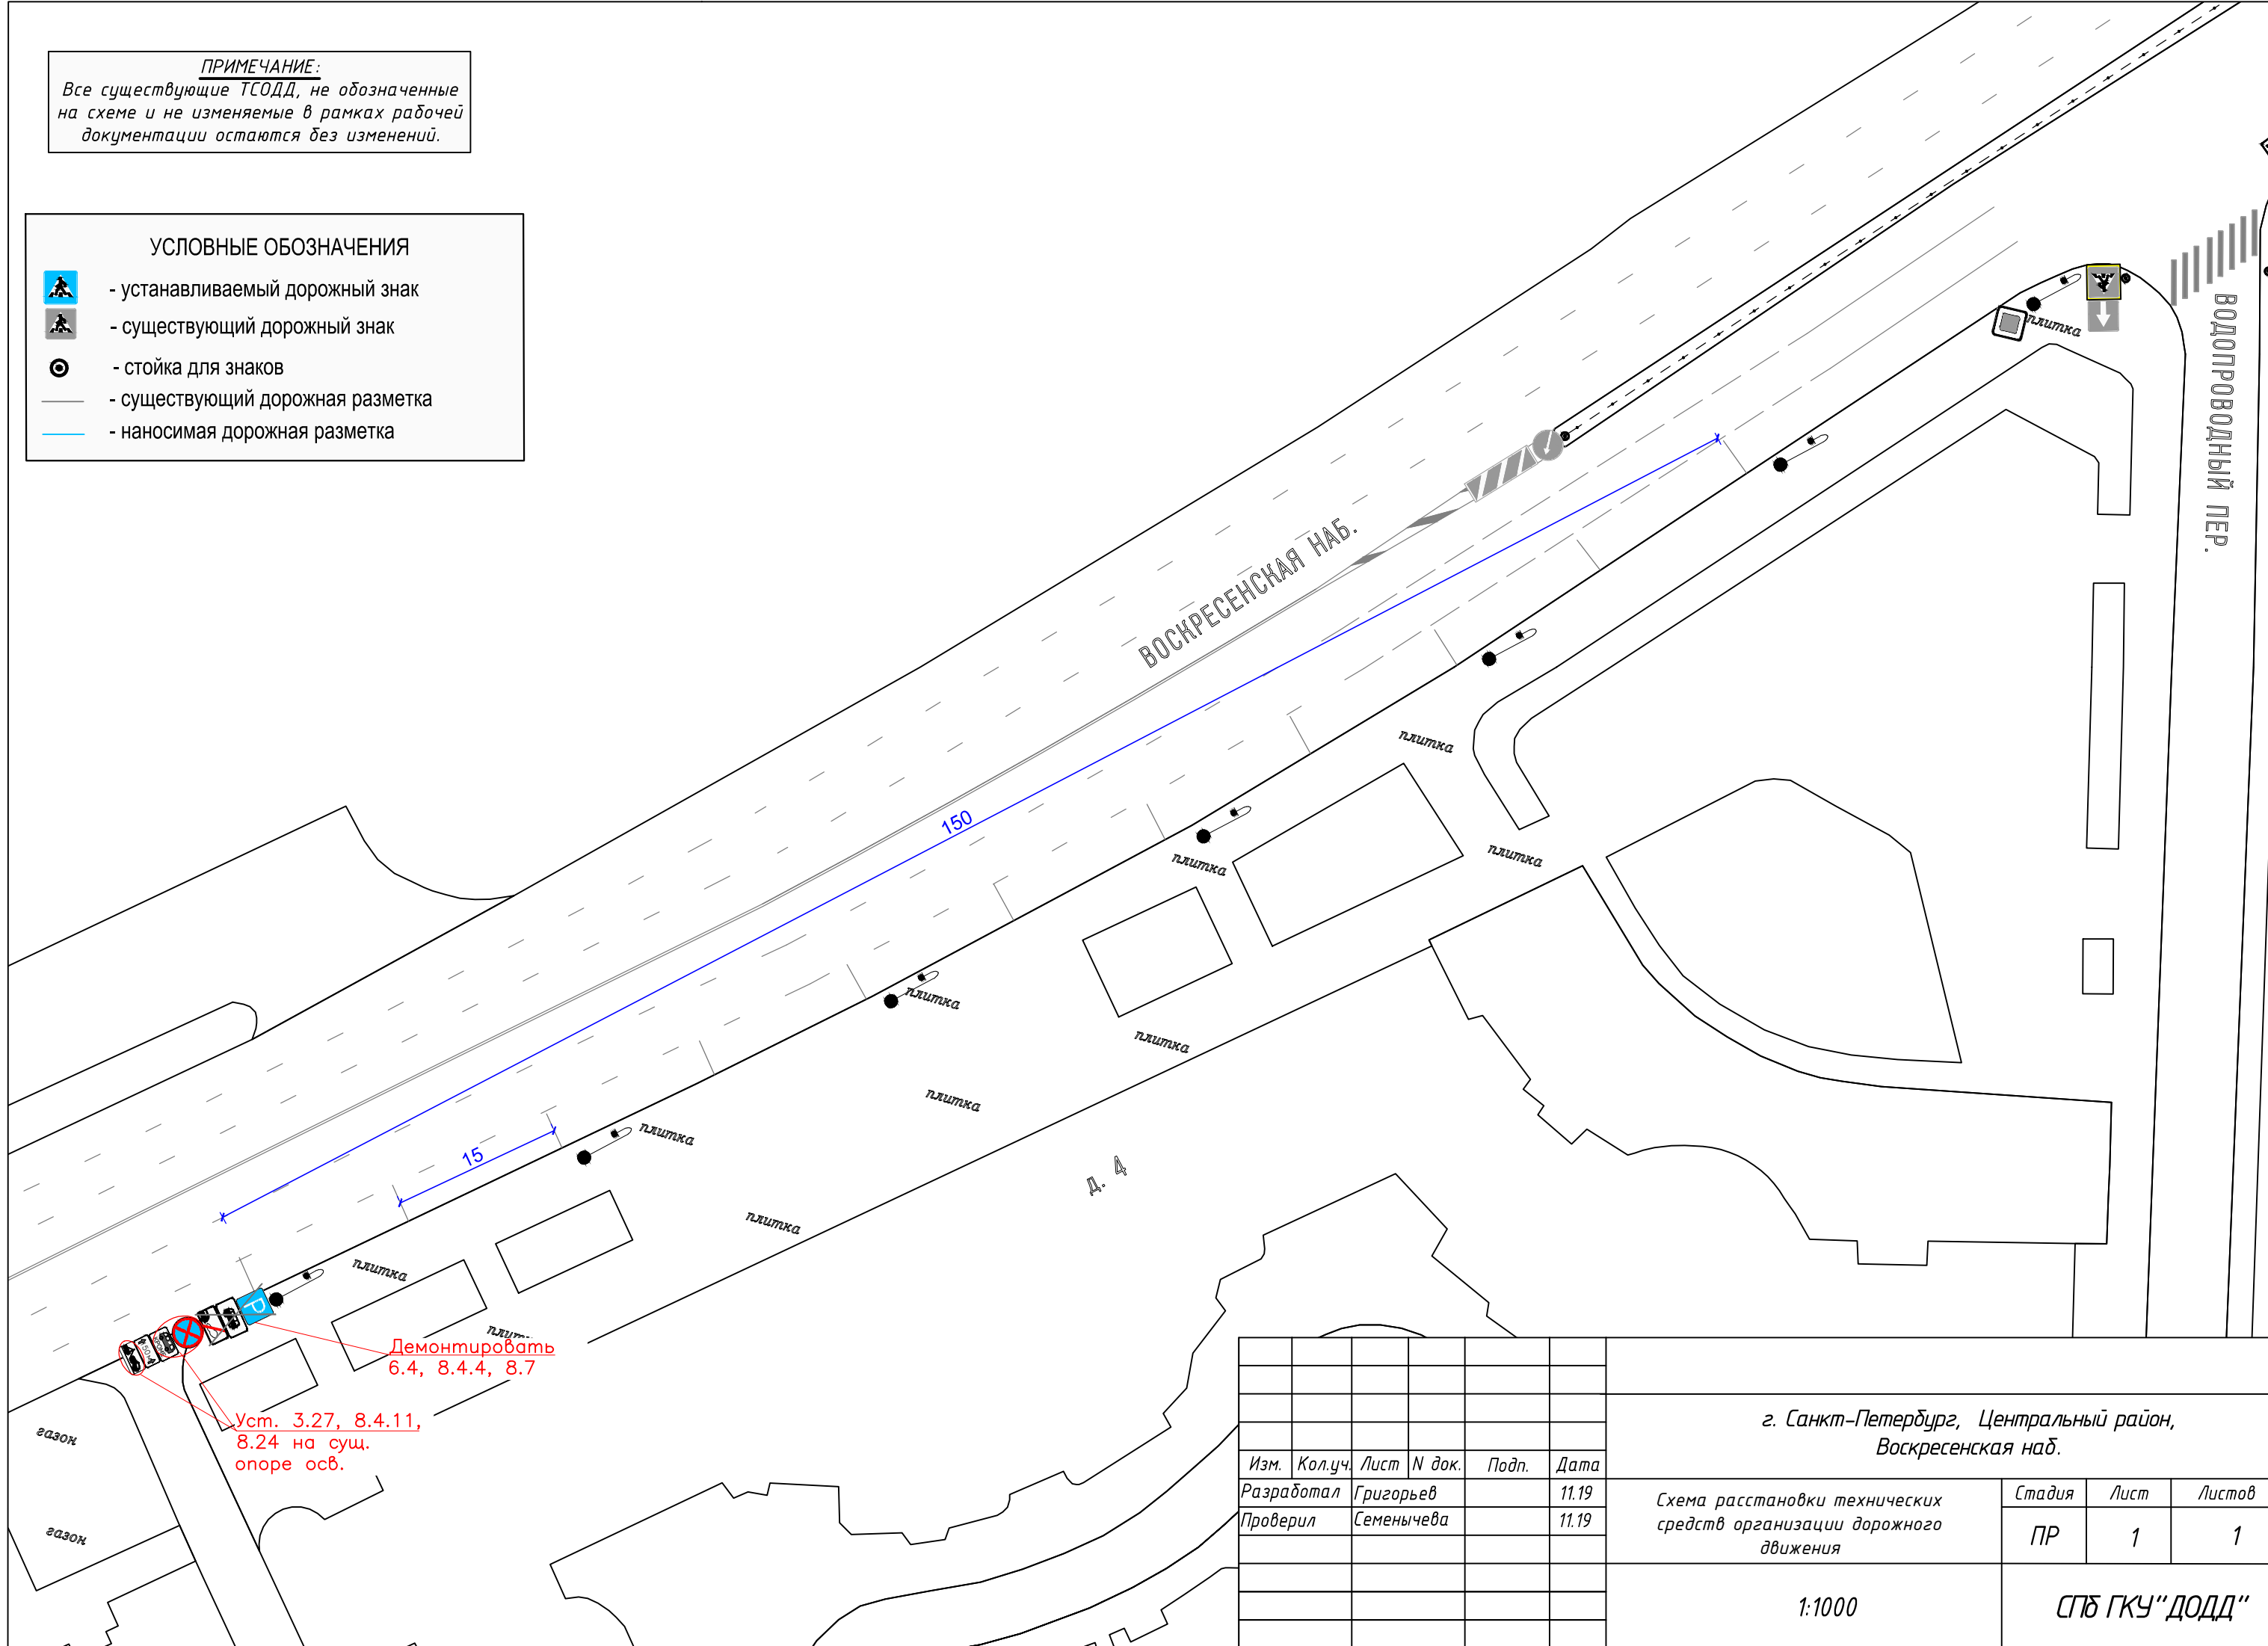 ПРИМЕЧАНИЕ:
Все существующие ТСОДД, не обозначенные
на схеме и не изменяемые в рамках рабочей
документации остаются без изменений.
УСЛОВНЫЕ ОБОЗНАЧЕНИЯ
- устанавливаемый дорожный знак
- существующий дорожный знак
- стойка для знаков
- существующий дорожная разметка
- наносимая дорожная разметка
ВОСКРЕСЕНСКАЯ НАБ.
ВОДОПРОВОДНЫЙ ПЕР.
плитка
плитка
плитка
плитка
плитка
плитка
плитка
плитка
плитка
плитка
150
15
д. 4
P
Демонтировать
6.4, 8.4.4, 8.7
Уст. 3.27, 8.4.11,
8.24 на сущ.
опоре осв.
газон
газон
г. Санкт-Петербург, Центральный район,
Воскресенская наб.
Изм. Кол.уч. Лист N док. Подп. Дата
Разработал Григорьев 11.19
Проверил Семенычева 11.19
Схема расстановки технических
средств организации дорожного
движения
Стадия Лист Листов
ПР 1 1
1:1000
СПб ГКУ"ДОДД"